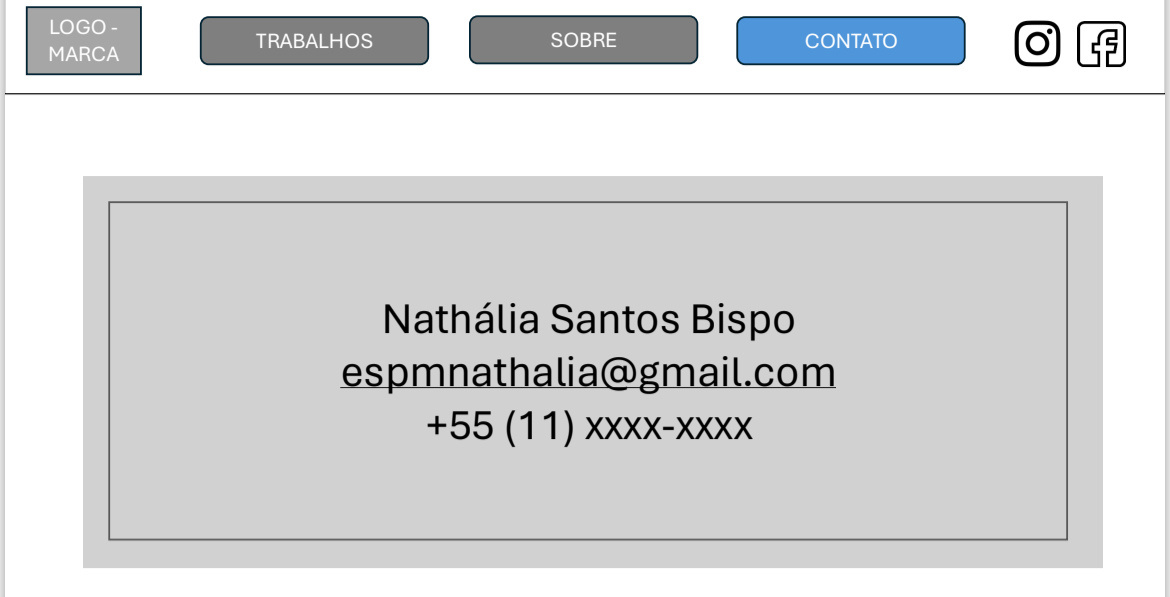 LOGO -
MARCA
TRABALHOS
SOBRE
CONTATO
Nathália Santos Bispo
espmnathalia@gmail.com
+55 (11) xxxx-xxxx